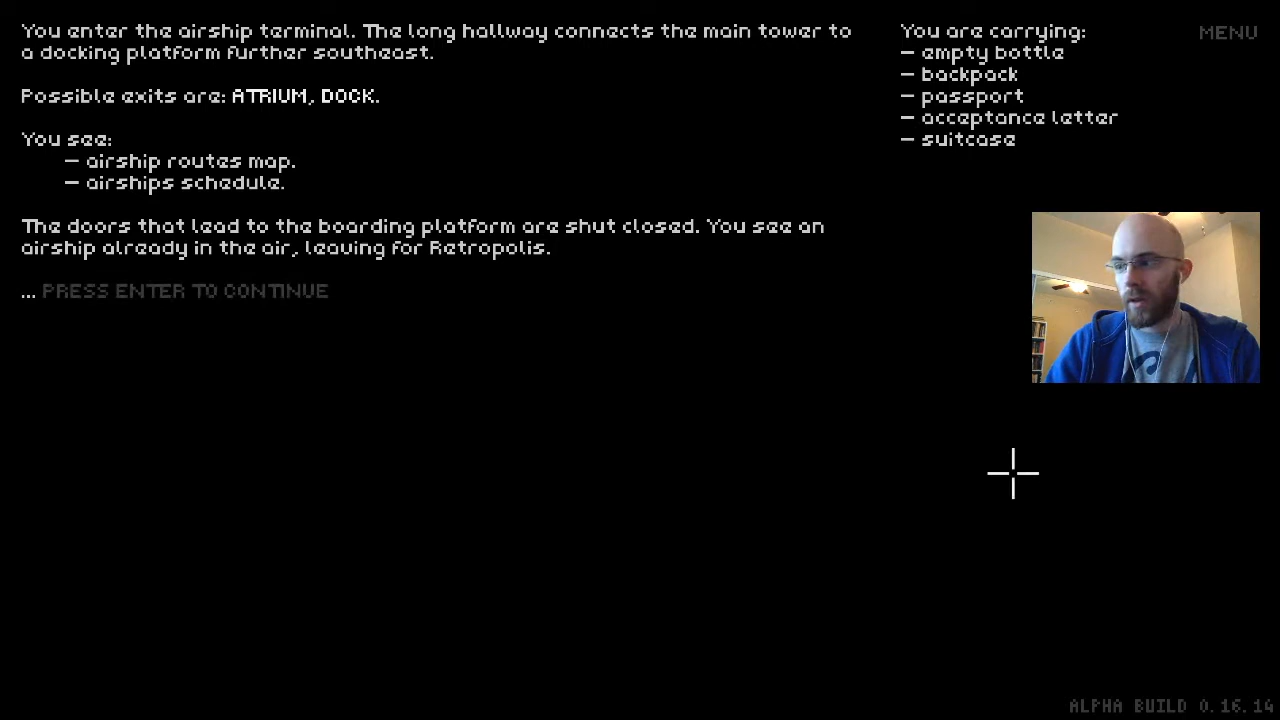 You enter the airship terminal. The long hallway connects the main tower to
a docking platform further southeast.
Possible exits are: ATRIUM, DOCK.
You see:
— airship routes map.
— airships schedule.
The doors that lead to the boarding platform are shut closed. You see an
airship already in the air, leaving for Retropolis.
... PRESS ENTER TO CONTINUE
You are carrying:
— empty bottle
— backpack
— passport
— acceptance letter
— suitcase
MENU
ALPHA BUILD 0.16.14